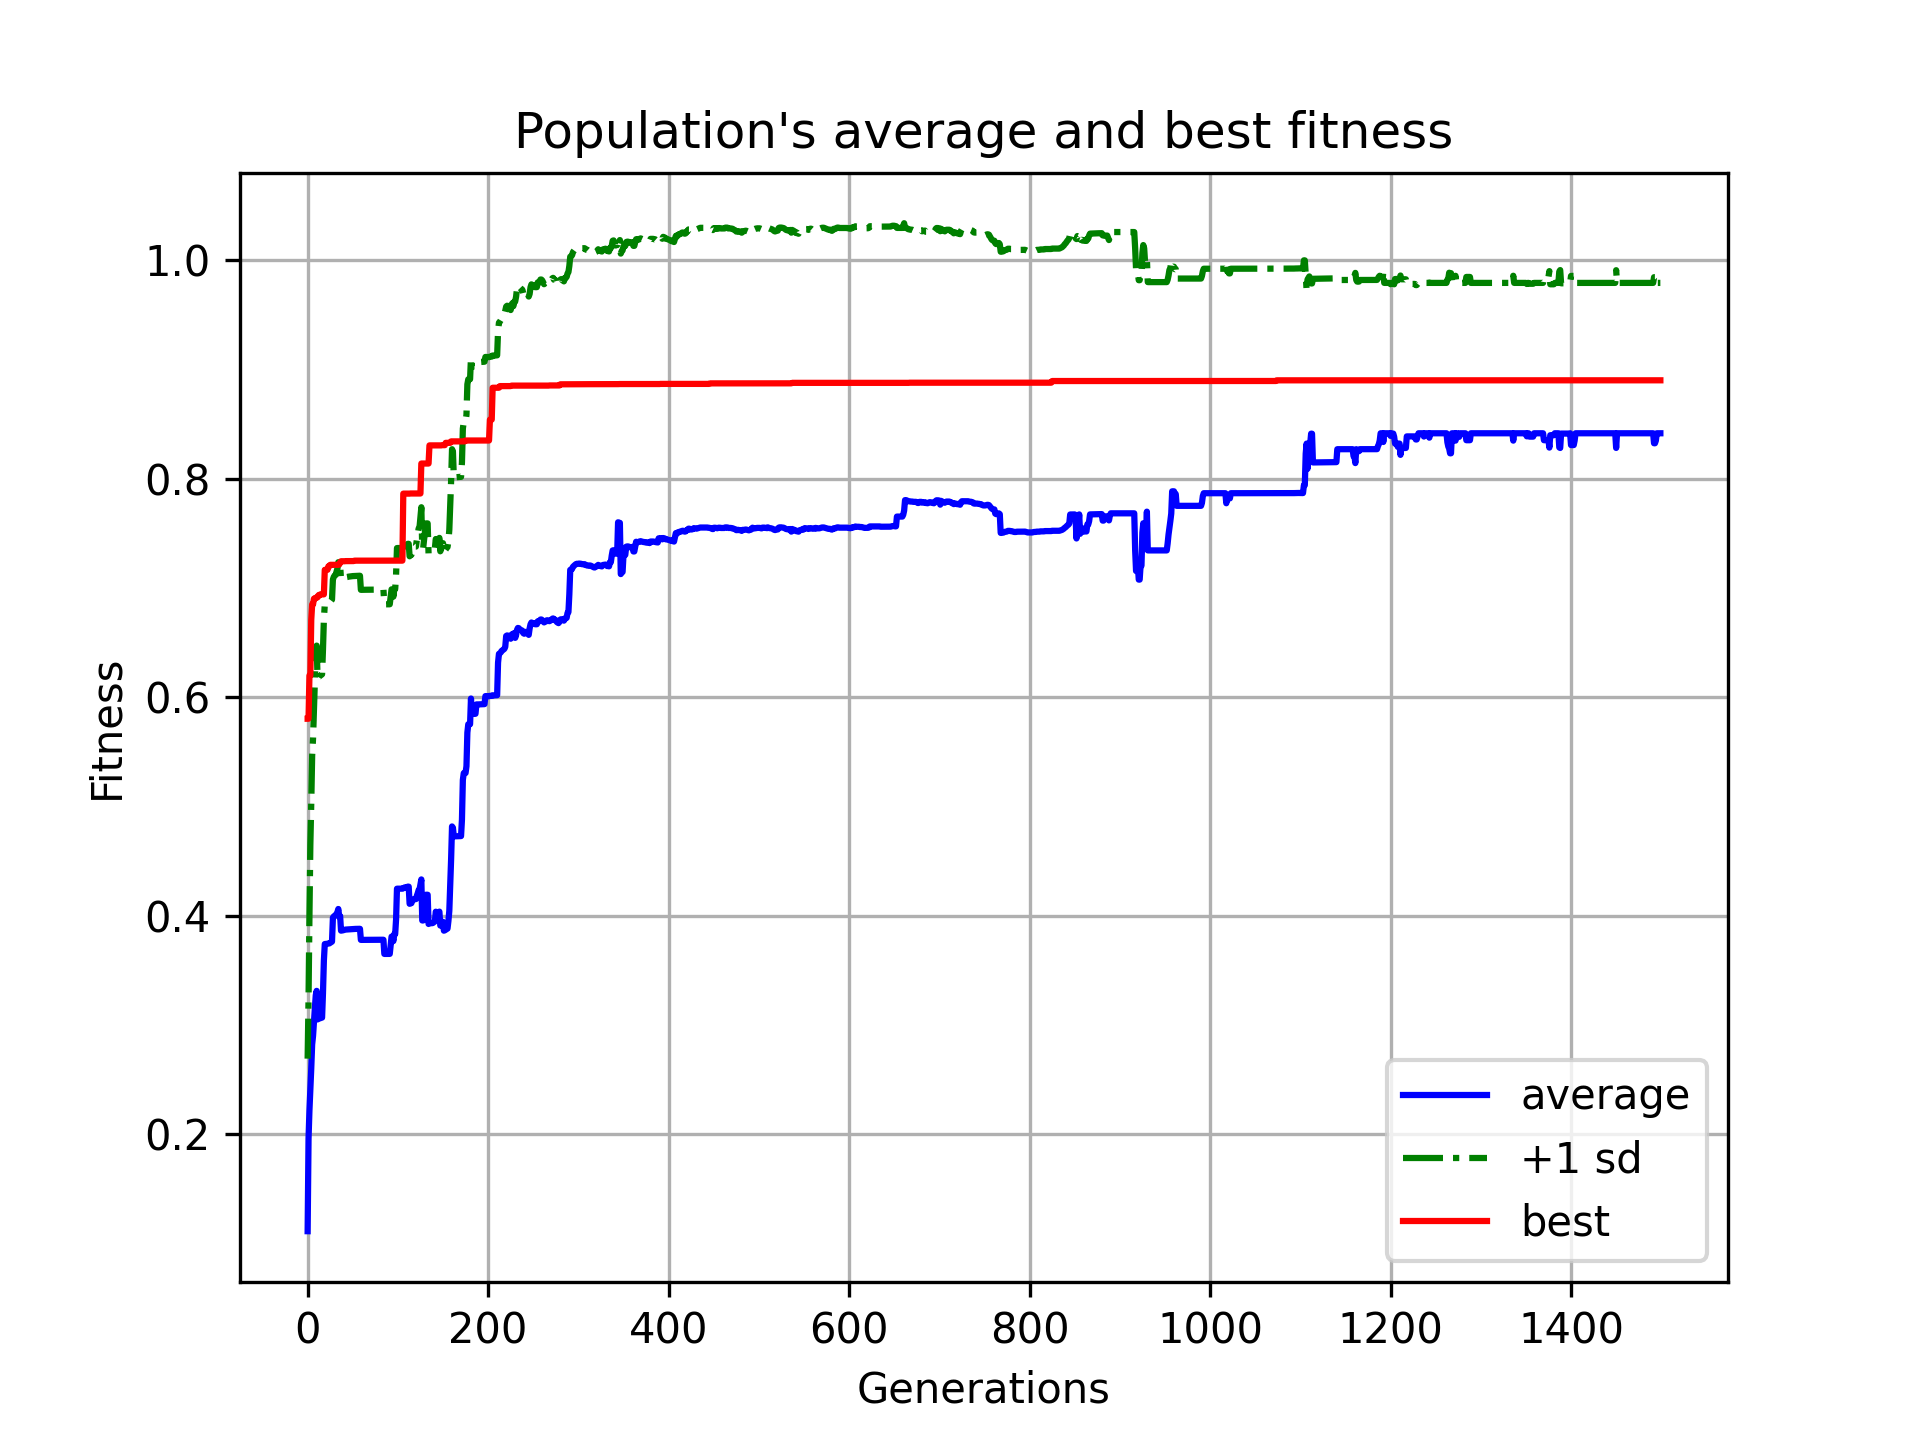 Population's average and best fitness
Fitness
1.0
0.8
0.6
0.4
0.2
0 200 400 600 800 1000 1200 1400
Generations
average
+1 sd
best